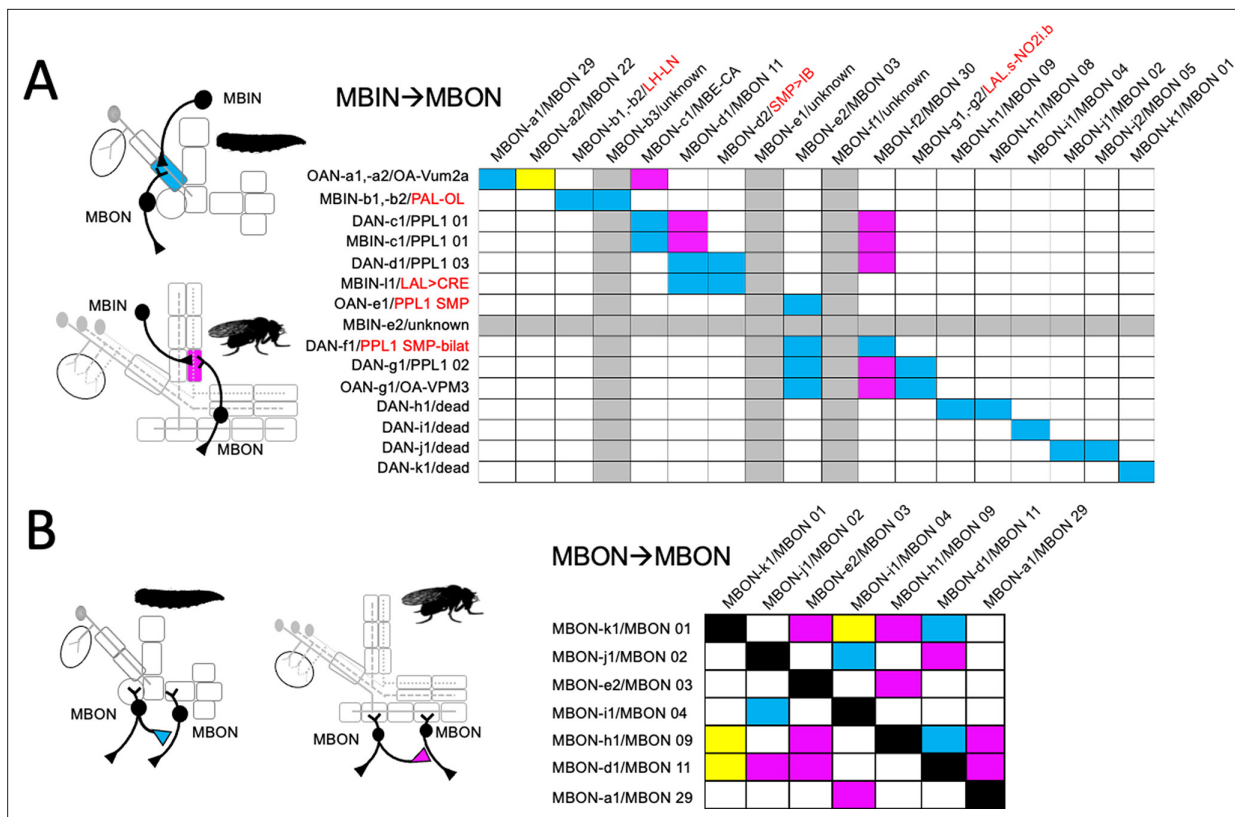 A
MBIN→MBON
MBIN
MBON
MBIN
MBON
MBON-a1/MBON 29
MBON-a2/MBON 22
MBON-b1,-b2/LH-LN
MBON-b3/unknown
MBON-c1/MBE-CA
MBON-d1/MBON 11
MBON-d2/SMP>IB
MBON-e1/unknown
MBON-e2/MBON 03
MBON-f1/unknown
MBON-f2/MBON 30
MBON-g1,-g2/LAL.s-NO2i.b
MBON-h1/MBON 09
MBON-h1/MBON 08
MBON-i1/MBON 04
MBON-j1/MBON 02
MBON-j2/MBON 05
MBON-k1/MBON 01
OAN-a1,-a2/OA-Vum2a
MBIN-b1,-b2/PAL-OL
DAN-c1/PPL1 01
MBIN-c1/PPL1 01
DAN-d1/PPL1 03
MBIN-l1/LAL>CRE
OAN-e1/PPL1 SMP
MBIN-e2/unknown
DAN-f1/PPL1 SMP-bilat
DAN-g1/PPL1 02
OAN-g1/OA-VPM3
DAN-h1/dead
DAN-i1/dead
DAN-j1/dead
DAN-k1/dead
B
MBON→MBON
MBON
MBON
MBON
MBON
MBON-k1/MBON 01
MBON-j1/MBON 02
MBON-e2/MBON 03
MBON-i1/MBON 04
MBON-h1/MBON 09
MBON-d1/MBON 11
MBON-a1/MBON 29
MBON-k1/MBON 01
MBON-j1/MBON 02
MBON-e2/MBON 03
MBON-i1/MBON 04
MBON-h1/MBON 09
MBON-d1/MBON 11
MBON-a1/MBON 29